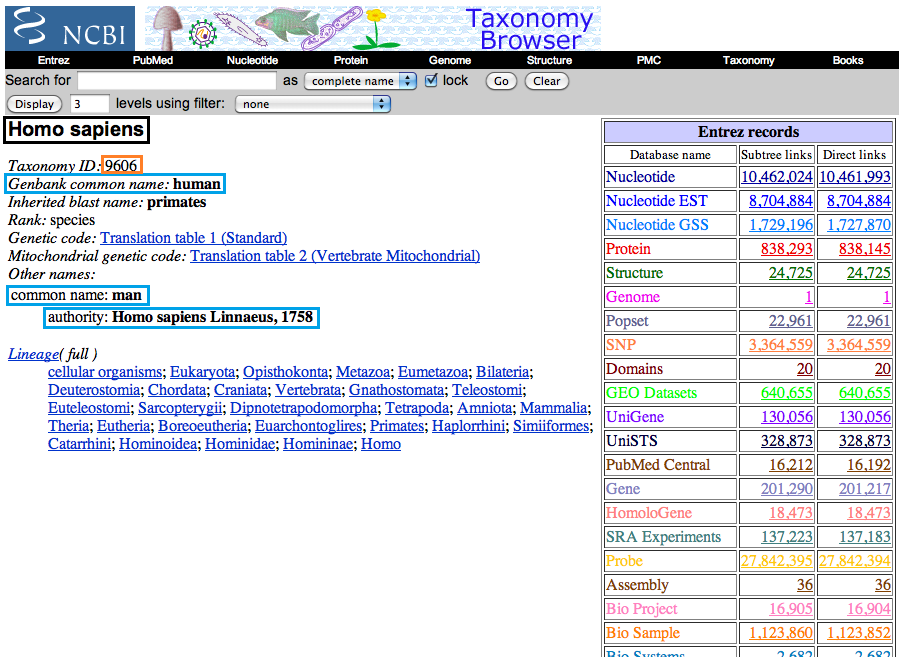 NCBI
Taxonomy
Browser
Entrez PubMed Nucleotide Protein Genome Structure PMC Taxonomy Books
Search for as complete name lock Go Clear
Display 3 levels using filter: none
Homo sapiens
Taxonomy ID: 9606
Genbank common name: human
Inherited blast name: primates
Rank: species
Genetic code: Translation table 1 (Standard)
Mitochondrial genetic code: Translation table 2 (Vertebrate Mitochondrial)
Other names:
common name: man
authority: Homo sapiens Linnaeus, 1758
Lineage( full )
cellular organisms; Eukaryota; Opisthokonta; Metazoa; Eumetazoa; Bilateria;
Deuterostomia; Chordata; Craniata; Vertebrata; Gnathostomata; Teleostomi;
Euteleostomi; Sarcopterygii; Dipnotetrapodomorpha; Tetrapoda; Amniota; Mammalia;
Theria; Eutheria; Boreoeutheria; Euarchontoglires; Primates; Haplorrhini; Simiiformes;
Catarrhini; Hominoidea; Hominidae; Homininae; Homo
Entrez records
Database name Subtree links Direct links
Nucleotide 10,462,024 10,461,993
Nucleotide EST 8,704,884 8,704,884
Nucleotide GSS 1,729,196 1,727,870
Protein 838,293 838,145
Structure 24,725 24,725
Genome 1 1
Popset 22,961 22,961
SNP 3,364,559 3,364,559
Domains 20 20
GEO Datasets 640,655 640,655
UniGene 130,056 130,056
UniSTS 328,873 328,873
PubMed Central 16,212 16,192
Gene 201,290 201,217
HomoloGene 18,473 18,473
SRA Experiments 137,223 137,183
Probe 27,842,395 27,842,394
Assembly 36 36
Bio Project 16,905 16,904
Bio Sample 1,123,860 1,123,852
Bio Systems 2,682 2,682